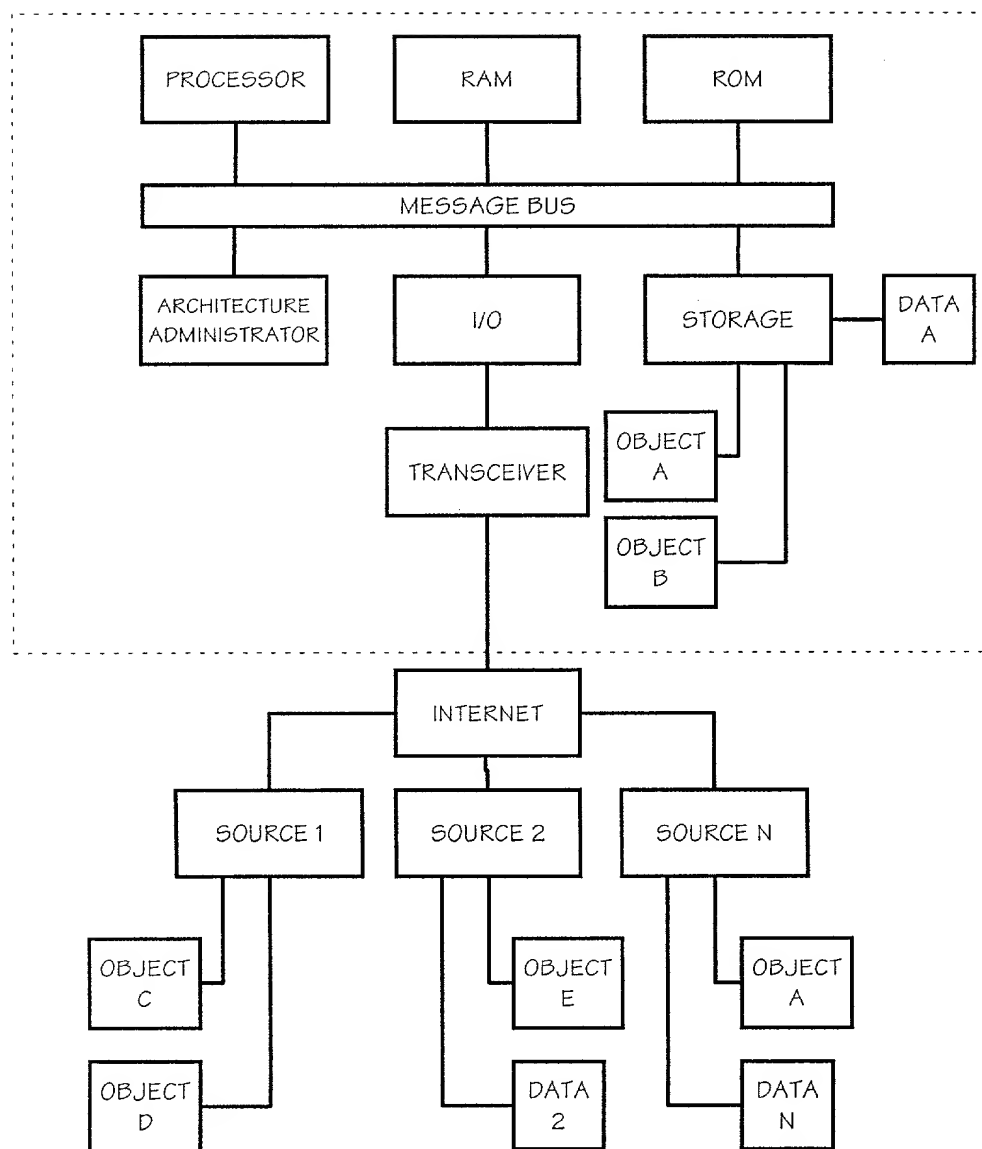 PROCESSOR
RAM
ROM
MESSAGE BUS
ARCHITECTURE
ADMINISTRATOR
I/O
STORAGE
DATA
A
OBJECT
A
TRANSCEIVER
OBJECT
B
INTERNET
SOURCE 1
SOURCE 2
SOURCE N
OBJECT
C
OBJECT
E
OBJECT
A
OBJECT
D
DATA
2
DATA
N